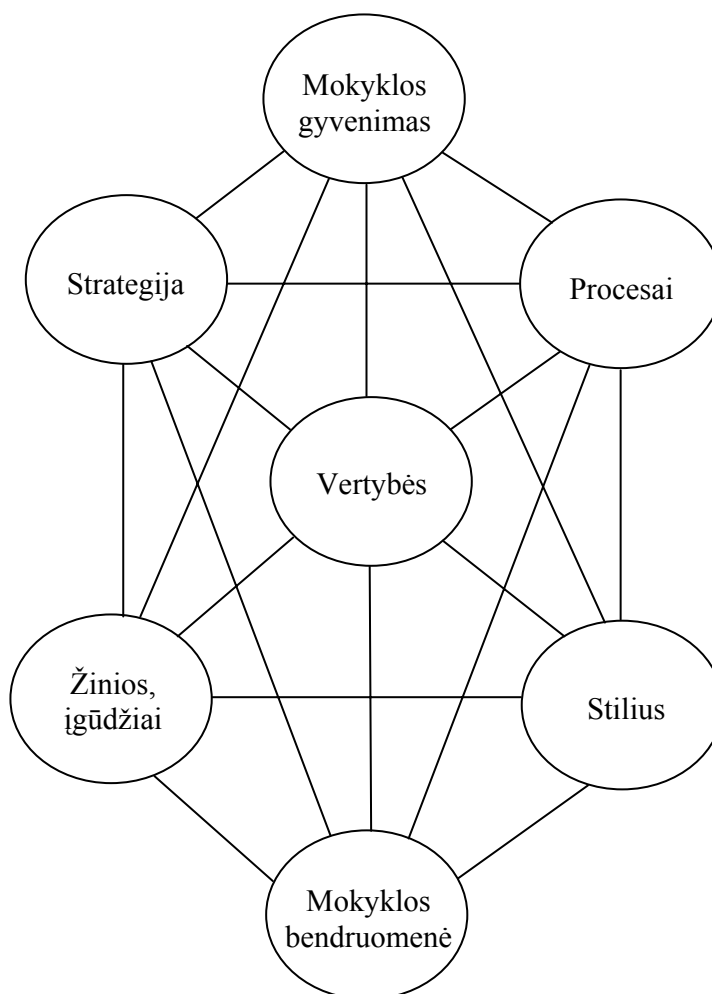 Mokyklos
gyvenimas
Strategija
Procesai
Vertybės
Žinios,
įgūdžiai
Stilius
Mokyklos
bendruomenė